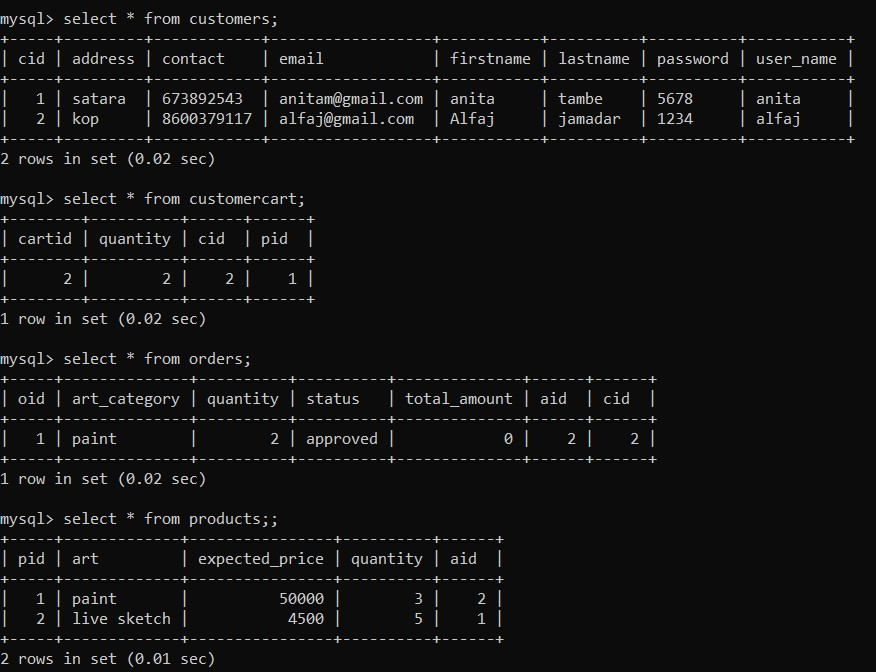 mysql> select * from customers;
+-----+---------+------------+------------------+-----------+----------+----------+-----------+
| cid | address | contact    | email            | firstname | lastname | password | user_name |
+-----+---------+------------+------------------+-----------+----------+----------+-----------+
|   1 | satara  | 673892543  | anitam@gmail.com | anita     | tambe    | 5678     | anita     |
|   2 | kop     | 8600379117 | alfaj@gmail.com  | Alfaj     | jamadar  | 1234     | alfaj     |
+-----+---------+------------+------------------+-----------+----------+----------+-----------+
2 rows in set (0.02 sec)
mysql> select * from customercart;
+--------+----------+------+------+
| cartid | quantity | cid  | pid  |
+--------+----------+------+------+
|      2 |        2 |    2 |    1 |
+--------+----------+------+------+
1 row in set (0.02 sec)
mysql> select * from orders;
+-----+--------------+----------+----------+--------------+------+------+
| oid | art_category | quantity | status   | total_amount | aid  | cid  |
+-----+--------------+----------+----------+--------------+------+------+
|   1 | paint        |        2 | approved |            0 |    2 |    2 |
+-----+--------------+----------+----------+--------------+------+------+
1 row in set (0.02 sec)
mysql> select * from products;;
+-----+-------------+----------------+----------+------+
| pid | art         | expected_price | quantity | aid  |
+-----+-------------+----------------+----------+------+
|   1 | paint       |          50000 |        3 |    2 |
|   2 | live sketch |           4500 |        5 |    1 |
+-----+-------------+----------------+----------+------+
2 rows in set (0.01 sec)